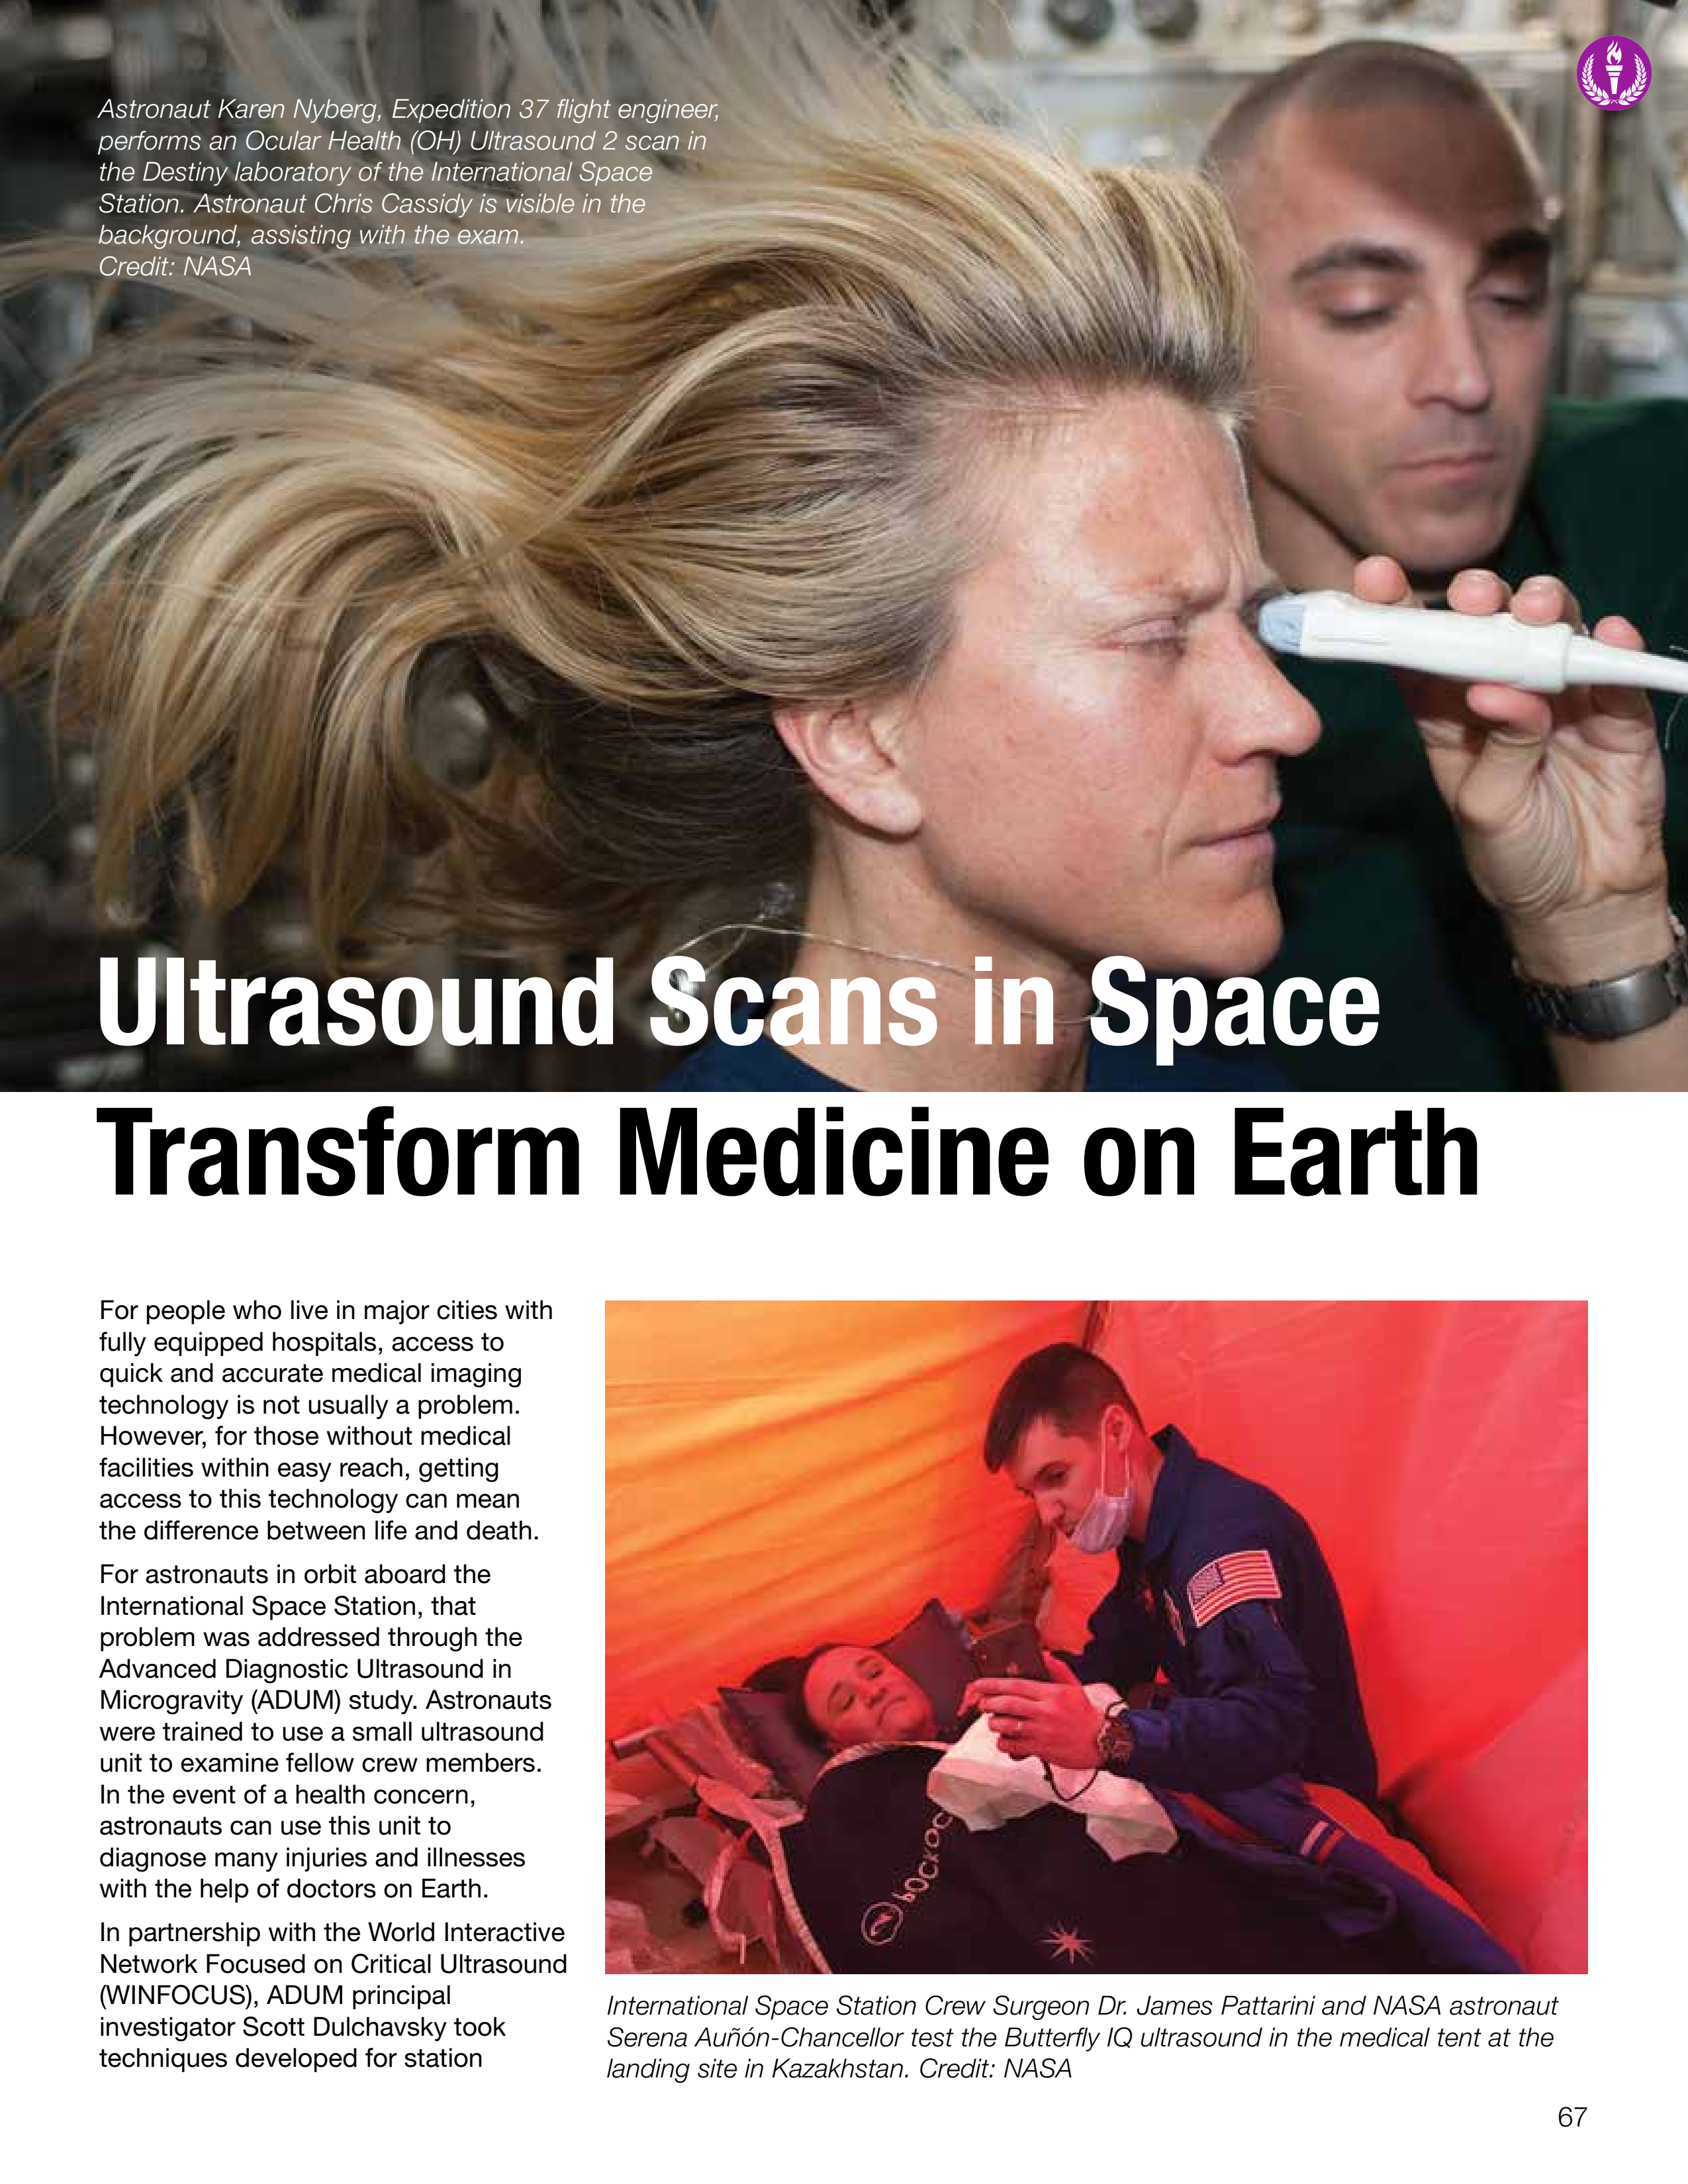 Astronaut Karen Nyberg, Expedition 37 flight engineer,
performs an Ocular Health (OH) Ultrasound 2 scan in
the Destiny laboratory of the International Space
Station. Astronaut Chris Cassidy is visible in the
background, assisting with the exam.
Credit: NASA
Ultrasound Scans in Space
Transform Medicine on Earth
For people who live in major cities with
fully equipped hospitals, access to
quick and accurate medical imaging
technology is not usually a problem.
However, for those without medical
facilities within easy reach, getting
access to this technology can mean
the difference between life and death.
For astronauts in orbit aboard the
International Space Station, that
problem was addressed through the
Advanced Diagnostic Ultrasound in
Microgravity (ADUM) study. Astronauts
were trained to use a small ultrasound
unit to examine fellow crew members.
In the event of a health concern,
astronauts can use this unit to
diagnose many injuries and illnesses
with the help of doctors on Earth.
In partnership with the World Interactive
Network Focused on Critical Ultrasound
(WINFOCUS), ADUM principal
investigator Scott Dulchavsky took
techniques developed for station
International Space Station Crew Surgeon Dr. James Pattarini and NASA astronaut
Serena Auñón-Chancellor test the Butterfly IQ ultrasound in the medical tent at the
landing site in Kazakhstan. Credit: NASA
67